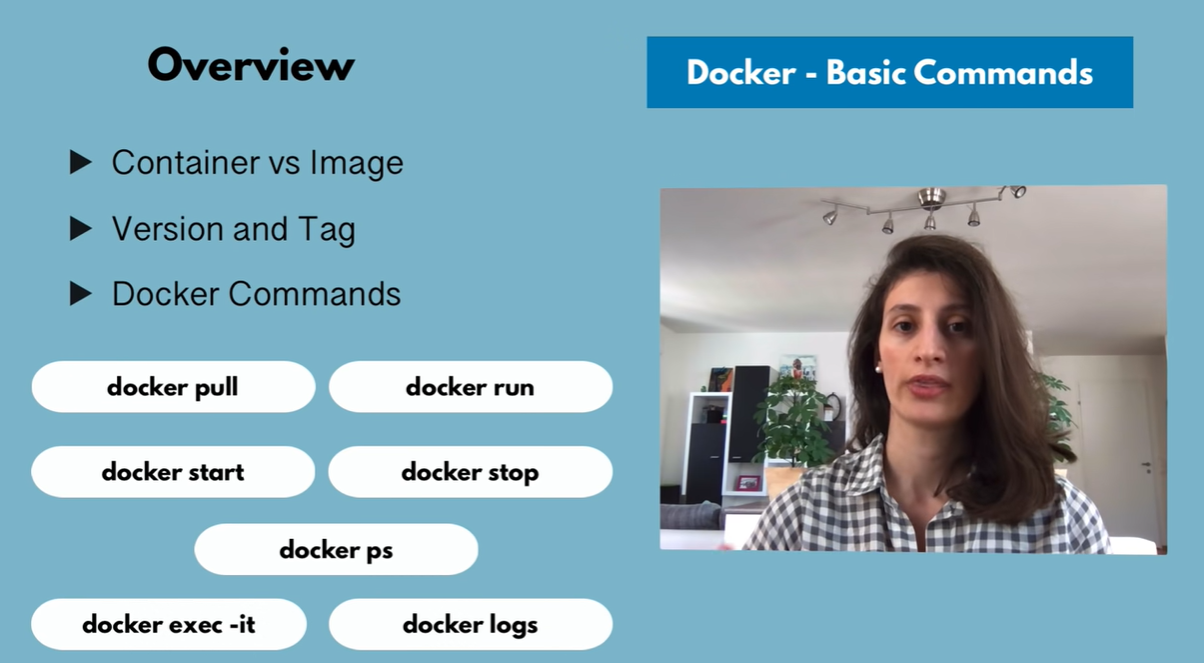 Overview
Docker - Basic Commands
Container vs Image
Version and Tag
Docker Commands
docker pull
docker run
docker start
docker stop
docker ps
docker exec -it
docker logs